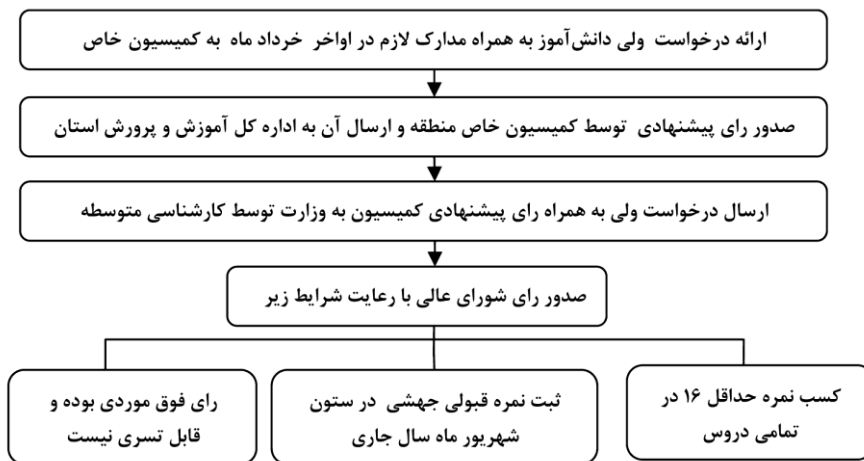 ارائه درخواست ولی دانش‌آموز به همراه مدارک لازم در اواخر خرداد ماه به کمیسیون خاص
صدور رای پیشنهادی توسط کمیسیون خاص منطقه و ارسال آن به اداره کل آموزش و پرورش استان
ارسال درخواست ولی به همراه رای پیشنهادی کمیسیون به وزارت توسط کارشناسی متوسطه
صدور رای شورای عالی با رعایت شرایط زیر
کسب نمره حداقل ۱۶ در
تمامی دروس
ثبت نمره قبولی جهشی در ستون
شهریور ماه سال جاری
رای فوق موردی بوده و
قابل تسری نیست